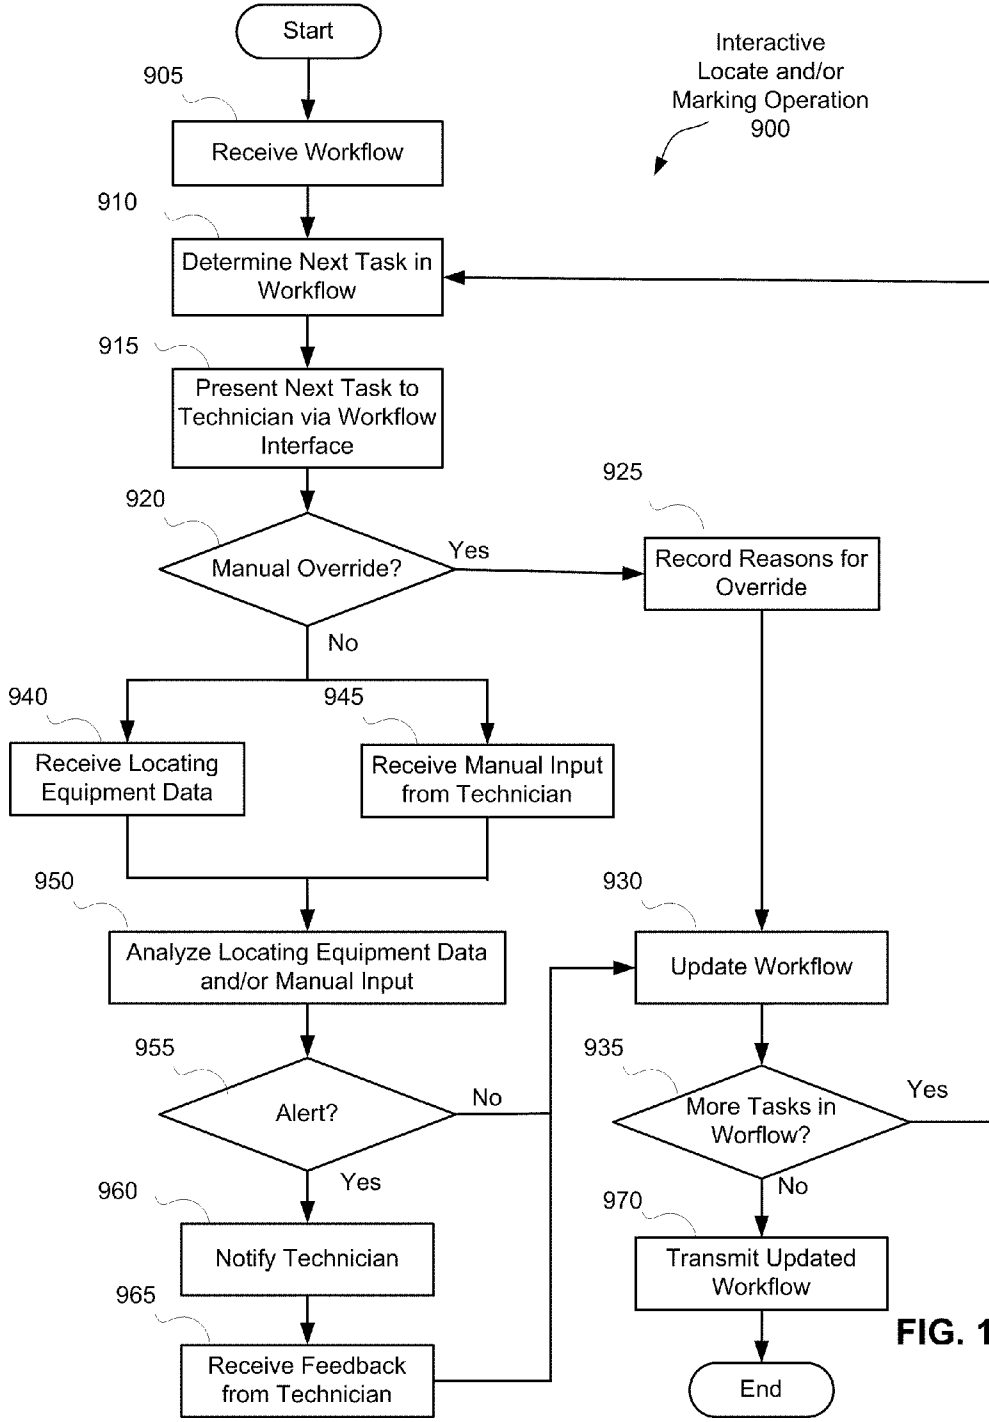 Start
Interactive
Locate and/or
Marking Operation
900
905
Receive Workflow
910
Determine Next Task in
Workflow
915
Present Next Task to
Technician via Workflow
Interface
920
Manual Override?
Yes
925
Record Reasons for
Override
No
940
Receive Locating
Equipment Data
945
Receive Manual Input
from Technician
950
Analyze Locating Equipment Data
and/or Manual Input
930
Update Workflow
955
Alert?
No
Yes
935
More Tasks in
Worflow?
Yes
No
960
Notify Technician
970
Transmit Updated
Workflow
965
Receive Feedback
from Technician
FIG. 1
End